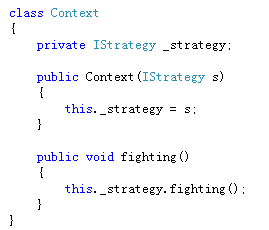 class Context
{
    private IStrategy _strategy;

    public Context(IStrategy s)
    {
        this._strategy = s;
    }

    public void fighting()
    {
        this._strategy.fighting();
    }
}